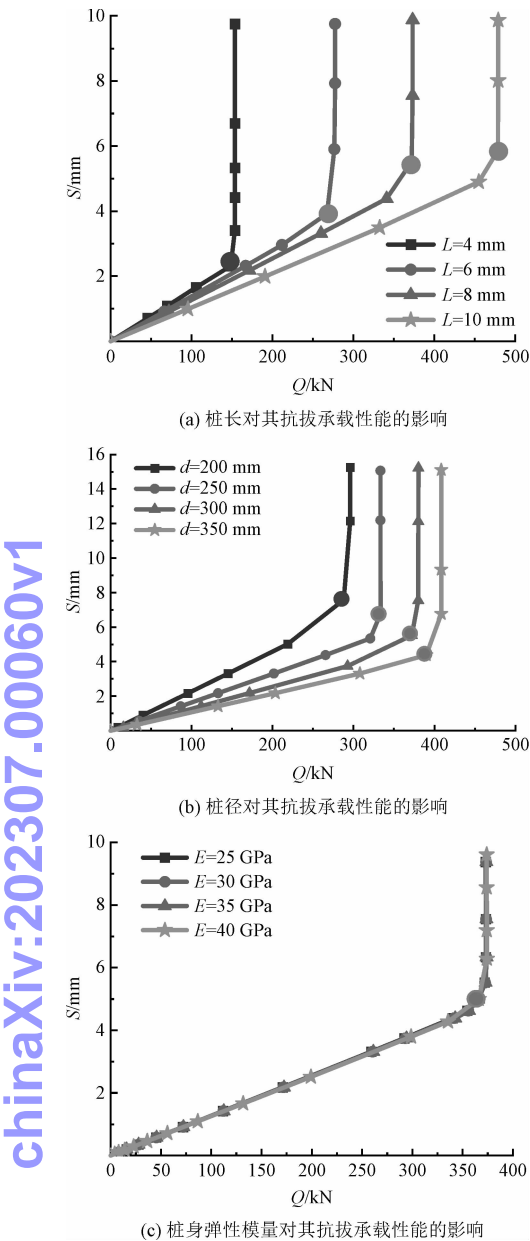 10
8
6
4
2
S/mm
L=4 mm
L=6 mm
L=8 mm
L=10 mm
0 100 200 300 400 500
Q/kN
(a) 桩长对其抗拔承载性能的影响
16
14
12
10
8
6
4
2
S/mm
d=200 mm
d=250 mm
d=300 mm
d=350 mm
0 100 200 300 400 500
Q/kN
(b) 桩径对其抗拔承载性能的影响
10
8
6
4
2
S/mm
E=25 GPa
E=30 GPa
E=35 GPa
E=40 GPa
0 50 100 150 200 250 300 350 400
Q/kN
(c) 桩身弹性模量对其抗拔承载性能的影响
chinaXiv:202307.00060v1